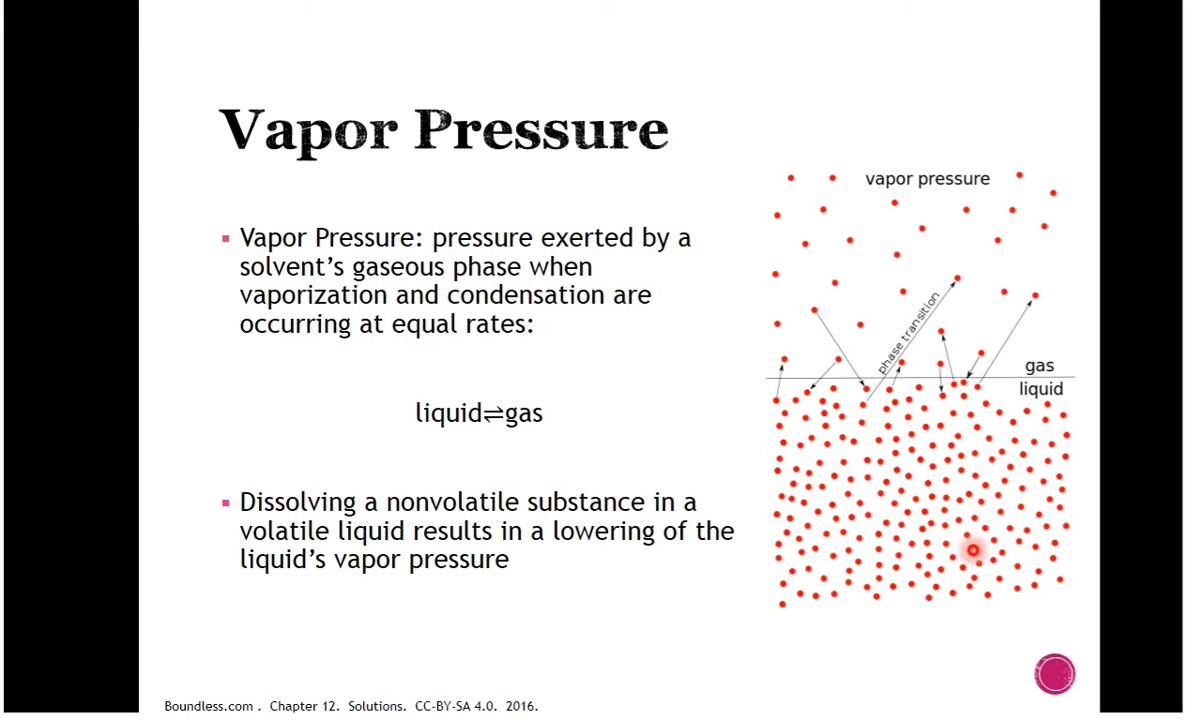 Vapor Pressure
▪ Vapor Pressure: pressure exerted by a
solvent’s gaseous phase when
vaporization and condensation are
occurring at equal rates:
liquid⇌gas
▪ Dissolving a nonvolatile substance in a
volatile liquid results in a lowering of the
liquid’s vapor pressure
vapor pressure
phase transition
gas
liquid
Boundless.com . Chapter 12. Solutions. CC-BY-SA 4.0. 2016.